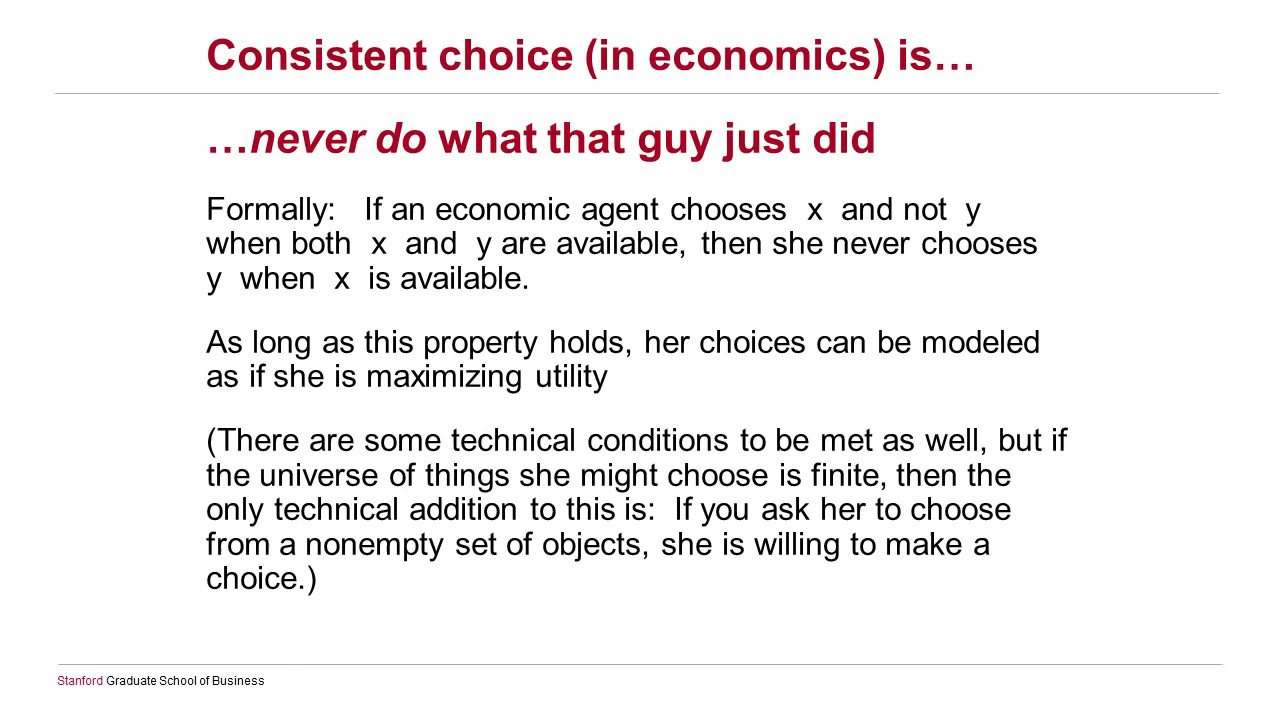 Consistent choice (in economics) is…
…never do what that guy just did
Formally: If an economic agent chooses x and not y
when both x and y are available, then she never chooses
y when x is available.
As long as this property holds, her choices can be modeled
as if she is maximizing utility
(There are some technical conditions to be met as well, but if
the universe of things she might choose is finite, then the
only technical addition to this is: If you ask her to choose
from a nonempty set of objects, she is willing to make a
choice.)
Stanford Graduate School of Business